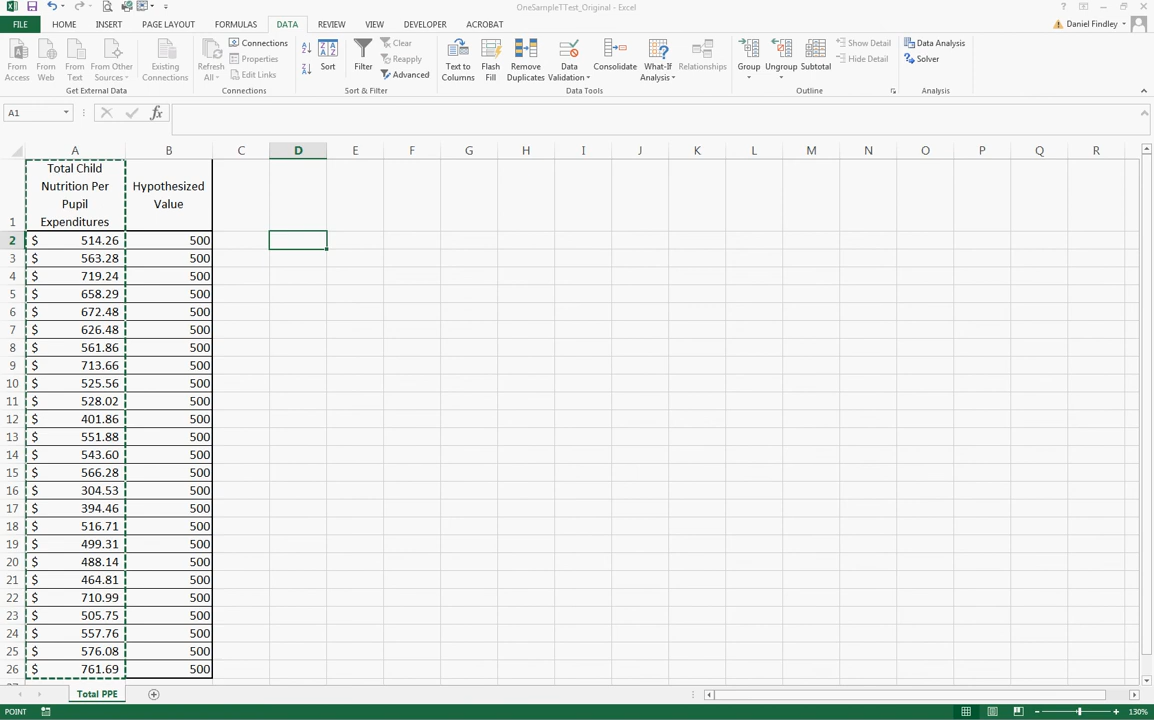 OneSampleTTest_Original - Excel
FILE HOME INSERT PAGE LAYOUT FORMULAS DATA REVIEW VIEW DEVELOPER ACROBAT Daniel Findley
From Access From Web From Text From Other Sources Existing Connections Refresh All Connections Properties Edit Links Sort Filter Clear Reapply Advanced Text to Columns Flash Fill Remove Duplicates Data Validation Consolidate What-If Analysis Relationships Group Ungroup Subtotal Show Detail Hide Detail Data Analysis Solver
Get External Data Connections Sort & Filter Data Tools Outline Analysis
A1 fx
A B C D E F G H I J K L M N O P Q R
Total Child
Nutrition Per
Pupil
Expenditures
Hypothesized
Value
1
2 $ 514.26 500
3 $ 563.28 500
4 $ 719.24 500
5 $ 658.29 500
6 $ 672.48 500
7 $ 626.48 500
8 $ 561.86 500
9 $ 713.66 500
10 $ 525.56 500
11 $ 528.02 500
12 $ 401.86 500
13 $ 551.88 500
14 $ 543.60 500
15 $ 566.28 500
16 $ 304.53 500
17 $ 394.46 500
18 $ 516.71 500
19 $ 499.31 500
20 $ 488.14 500
21 $ 464.81 500
22 $ 710.99 500
23 $ 505.75 500
24 $ 557.76 500
25 $ 576.08 500
26 $ 761.69 500
Total PPE
POINT 130%